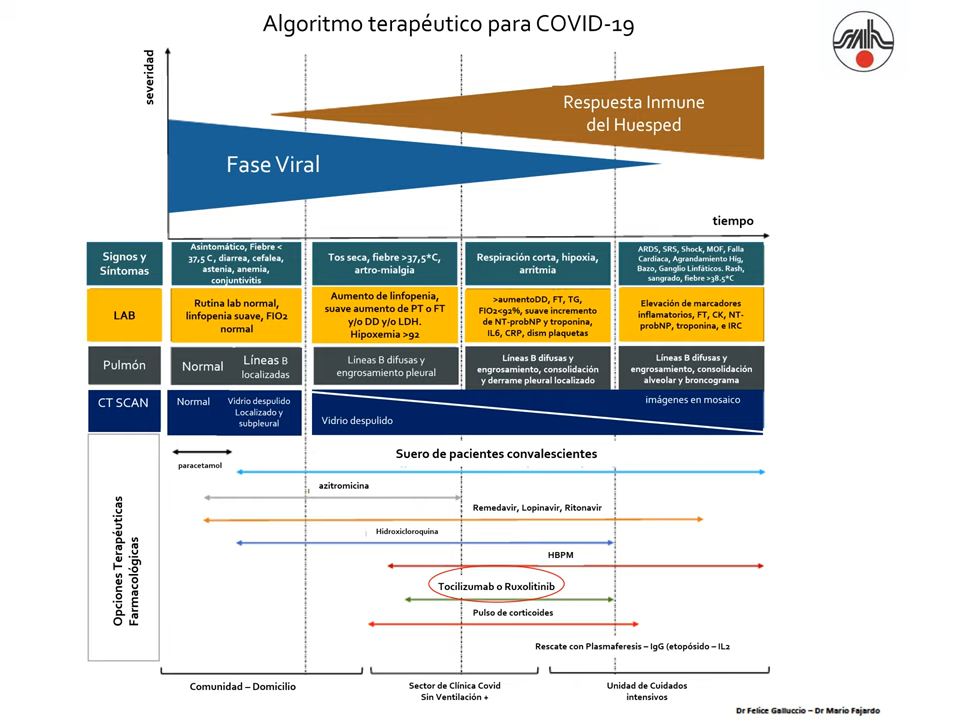 Algoritmo terapéutico para COVID-19
severidad
Respuesta Inmune
del Huesped
Fase Viral
tiempo
Signos y
Síntomas
Asintomático, Fiebre <
37,5 C , diarrea, cefalea,
astenia, anemia,
conjuntivitis
Tos seca, fiebre >37,5*C,
artro-mialgia
Respiración corta, hipoxia,
arritmia
ARDS, SRS, Shock, MOF, Falla
Cardíaca, Agrandamiento Hig,
Bazo, Ganglio Linfáticos. Rash,
sangrado, fiebre >38.5*C
LAB
Rutina lab normal,
linfopenia suave, FIO2
normal
Aumento de linfopenia,
suave aumento de PT o FT
y/o DD y/o LDH.
Hipoxemia >92
>aumentoDD, FT, TG,
FIO2<92%, suave incremento
de NT-probNP y troponina,
IL6, CRP, dism plaquetas
Elevación de marcadores
inflamatorios, FT, CK, NT-
probNP, troponina, e IRC
Pulmón
Normal
Líneas B
localizadas
Líneas B difusas y
engrosamiento pleural
Líneas B difusas y
engrosamiento, consolidación
y derrame pleural localizado
Líneas B difusas y
engrosamiento, consolidación
alveolar y broncograma
CT SCAN
Normal
Vidrio despulido
Localizado y
subpleural
Vidrio despulido
imágenes en mosaico
Opciones Terapéuticas
Farmacológicas
paracetamol
Suero de pacientes convalescientes
azitromicina
Remedavir, Lopinavir, Ritonavir
Hidroxicloroquina
HBPM
Tocilizumab o Ruxolitinib
Pulso de corticoides
Rescate con Plasmaferesis – IgG (etopósido – IL2
Comunidad – Domicilio
Sector de Clínica Covid
Sin Ventilación +
Unidad de Cuidados
intensivos
Dr Felice Galluccio – Dr Mario Fajardo